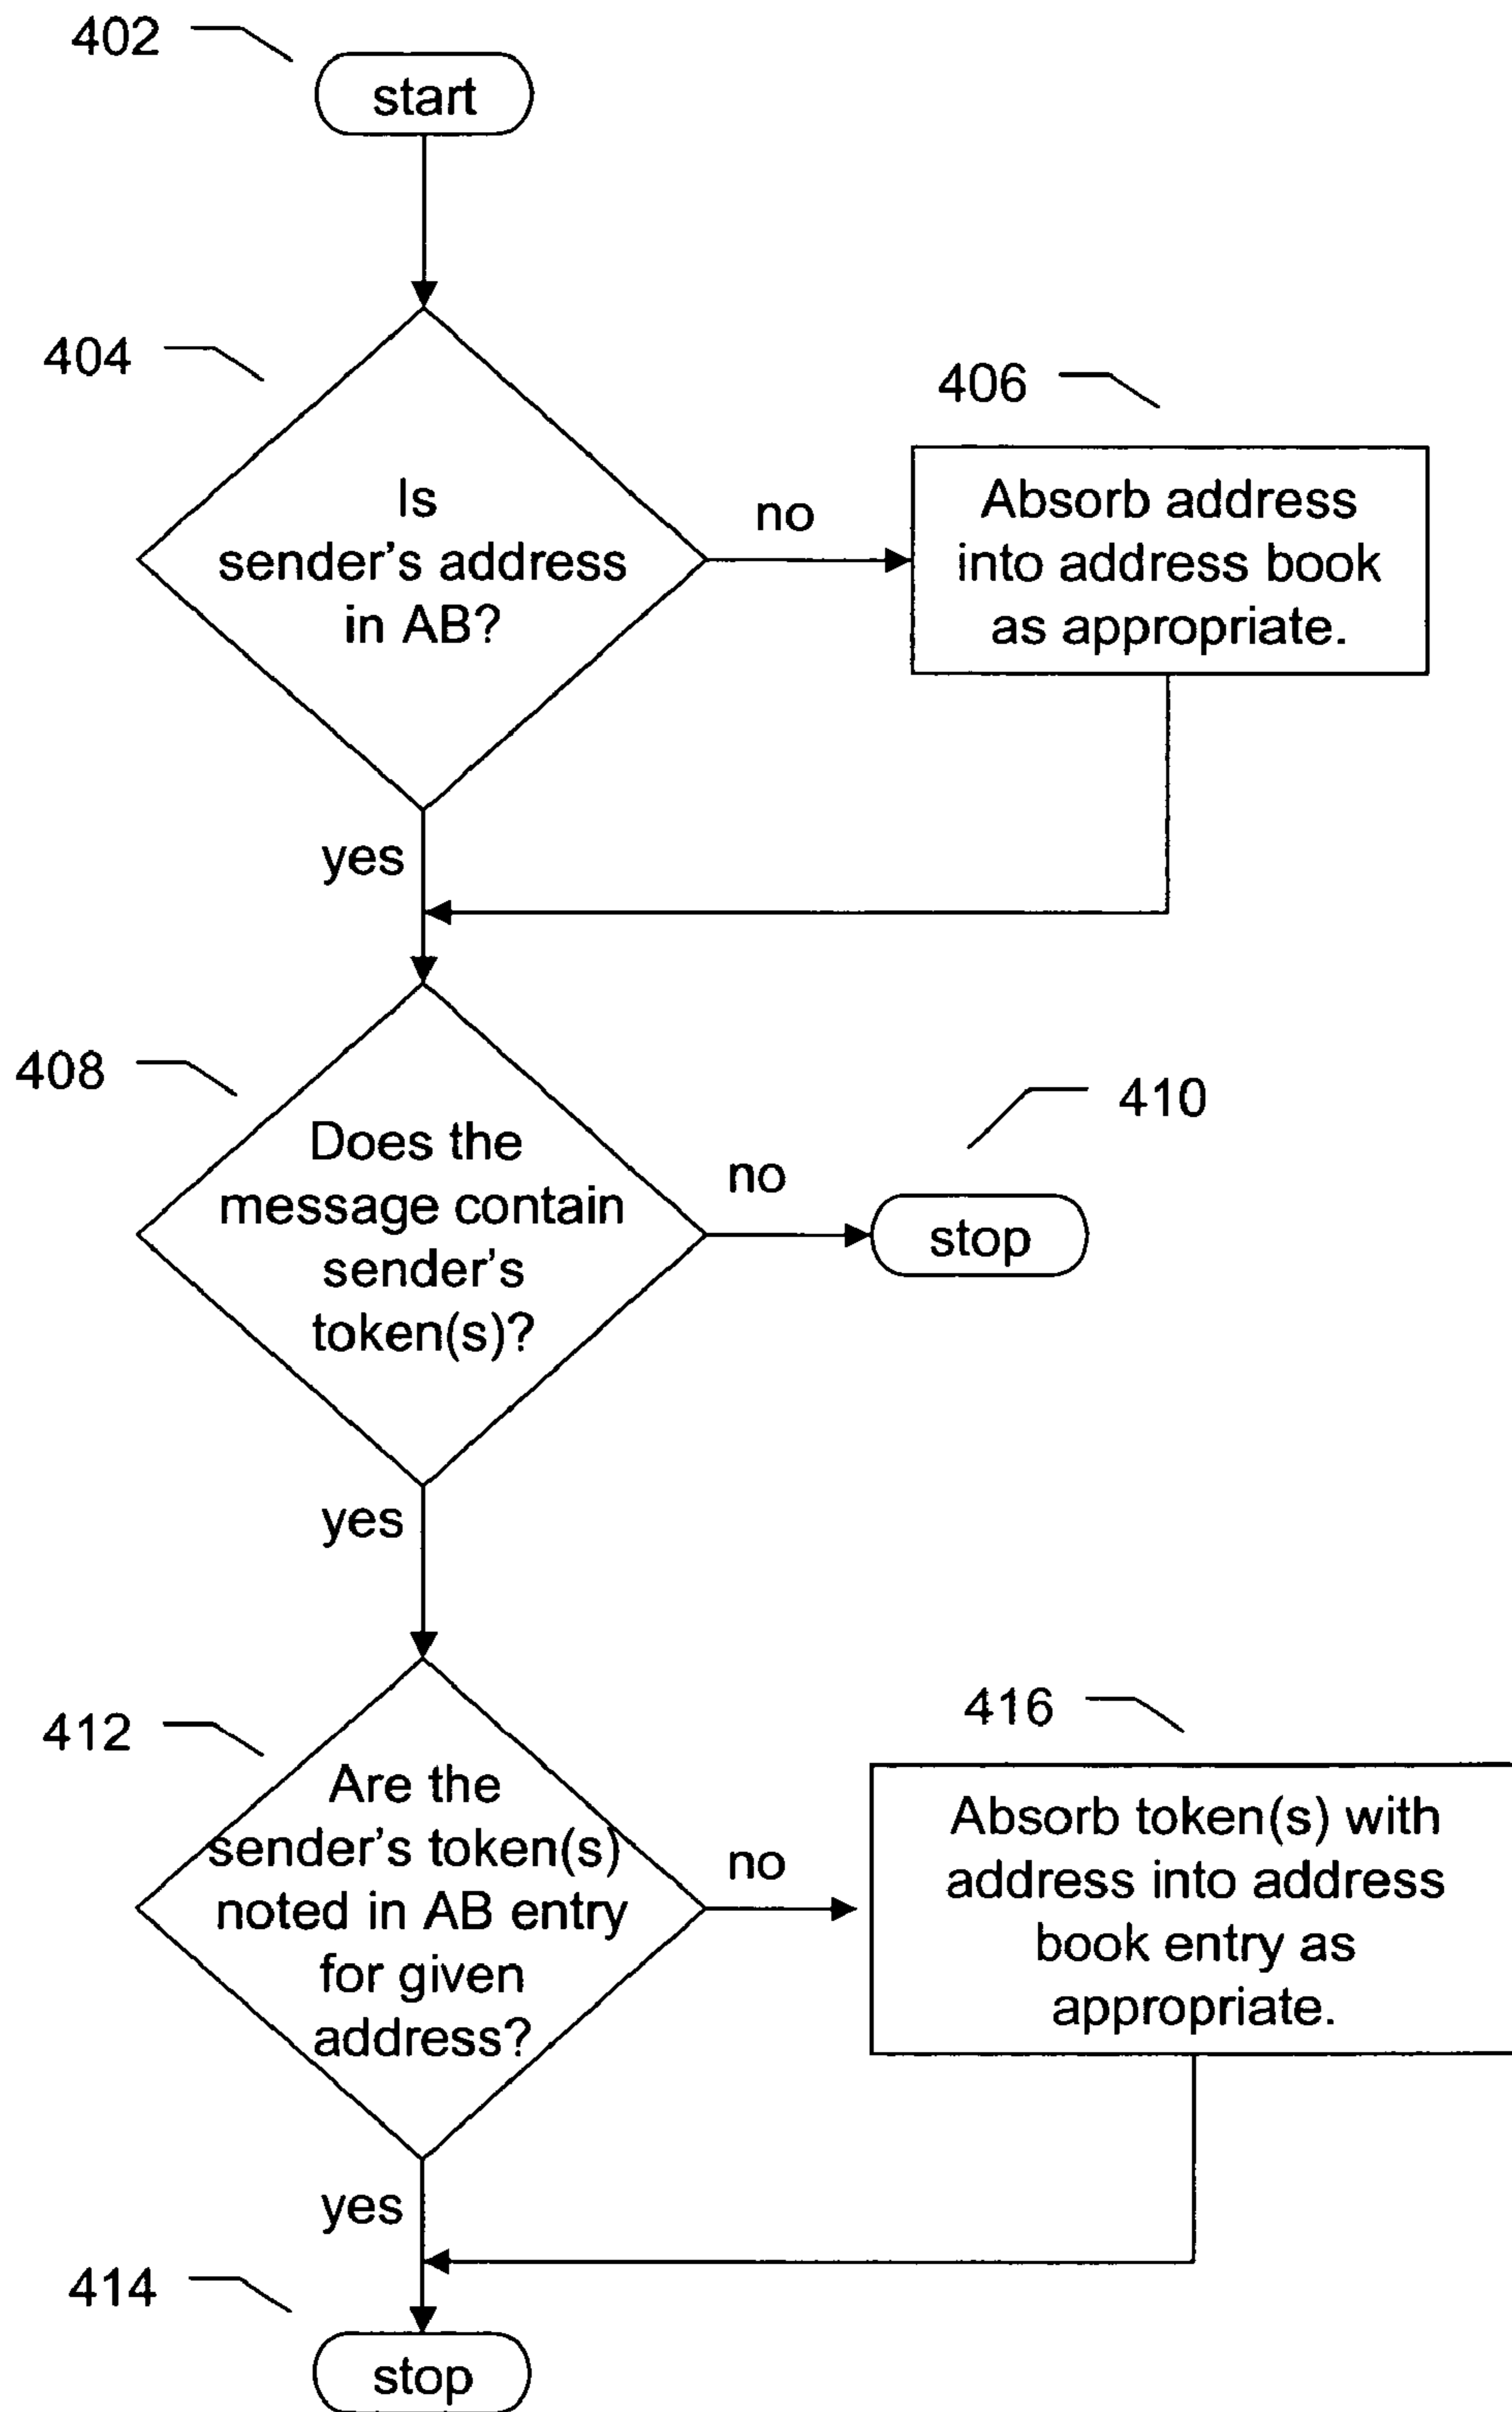 402
start
404
Is
sender's address
in AB?
no
406
Absorb address
into address book
as appropriate.
yes
408
Does the
message contain
sender's
token(s)?
no
410
stop
yes
412
Are the
sender's token(s)
noted in AB entry
for given
address?
no
416
Absorb token(s) with
address into address
book entry as
appropriate.
yes
414
stop